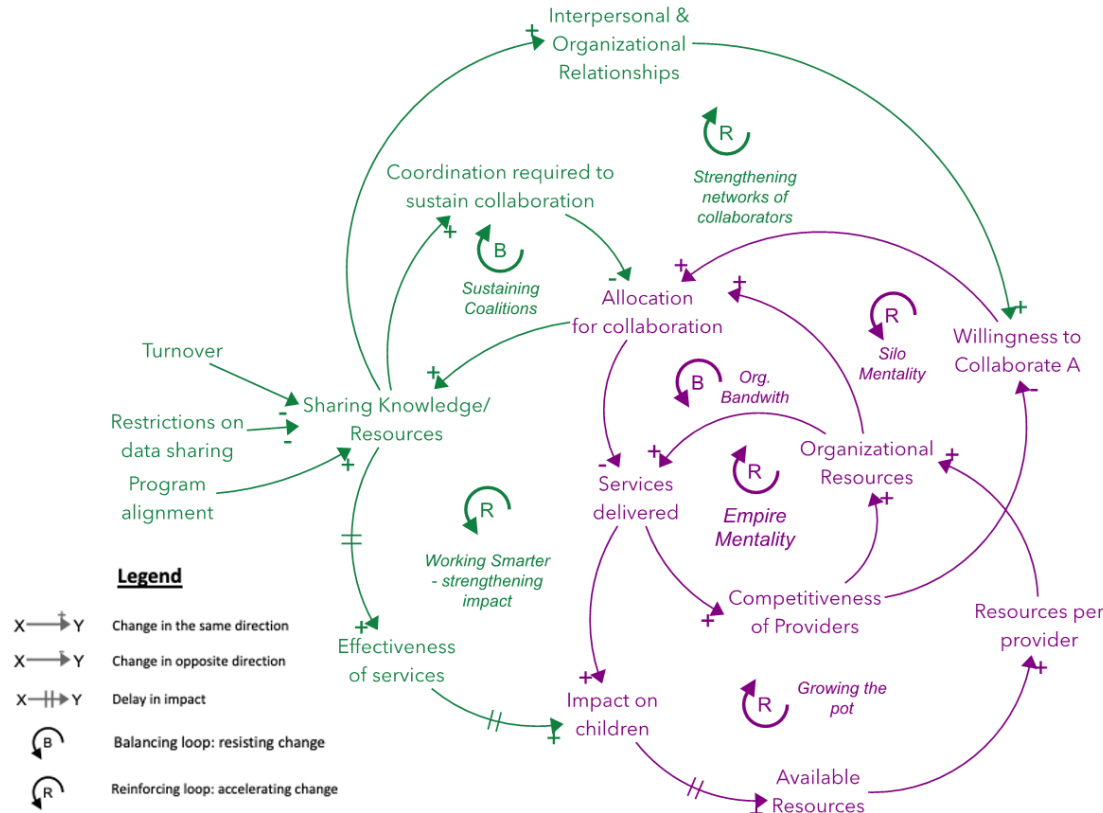 Interpersonal &
Organizational
Relationships
+
R
Strengthening
networks of
collaborators
Coordination required to
sustain collaboration
+
B
Sustaining
Coalitions
-
+
+
Allocation
for collaboration
R
Silo
Mentality
+
Willingness to
Collaborate A
-
Turnover
-
Restrictions on
data sharing
-
Program
alignment
+
+
Sharing Knowledge/
Resources
B
Org.
Bandwith
-
+
Services
delivered
R
Empire
Mentality
Organizational
Resources
+
+
R
Working Smarter
- strengthening
impact
Legend
X
+
Y
Change in the same direction
X
-
Y
Change in opposite direction
X
Y
Delay in impact
B
Balancing loop: resisting change
R
Reinforcing loop: accelerating change
+
Effectiveness
of services
+
Competitiveness
of Providers
Resources per
provider
+
+
Impact on
children
+
R
Growing the
pot
Available
Resources
+